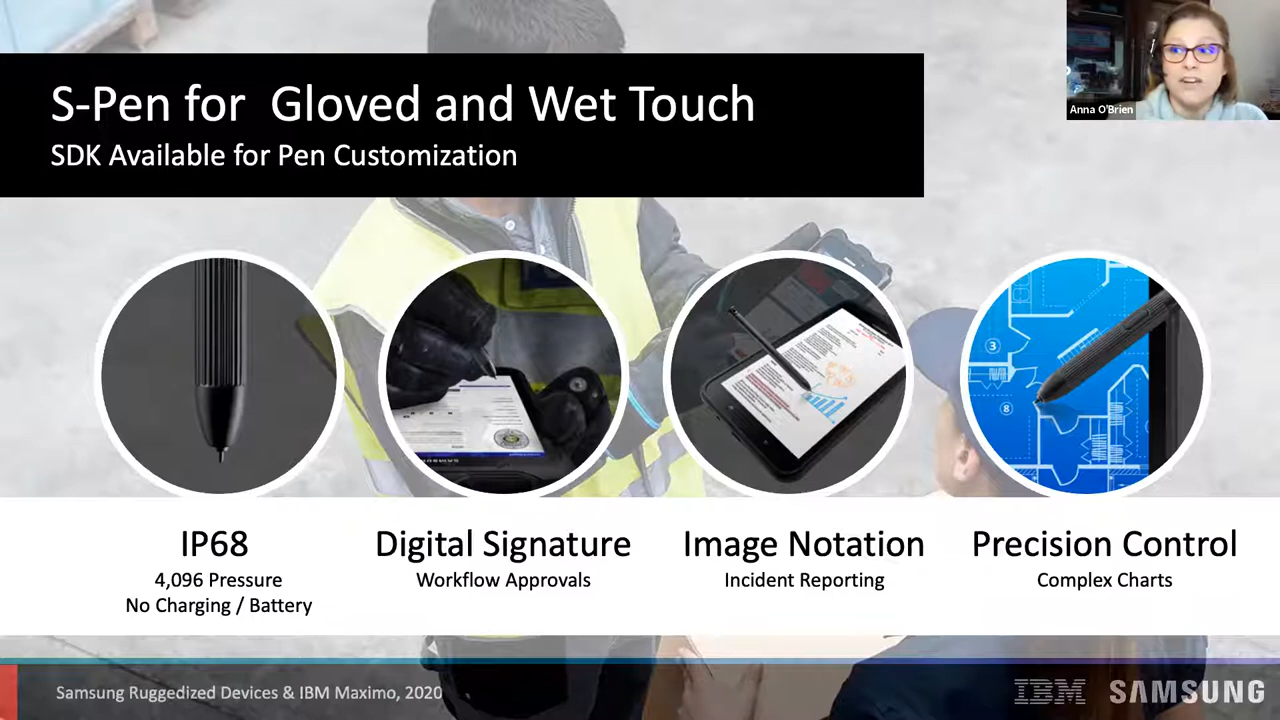 S-Pen for Gloved and Wet Touch
SDK Available for Pen Customization
Anna O'Brien
3
8
IP68
4,096 Pressure
No Charging / Battery
Digital Signature
Workflow Approvals
Image Notation
Incident Reporting
Precision Control
Complex Charts
Samsung Ruggedized Devices & IBM Maximo, 2020
IBM SAMSUNG